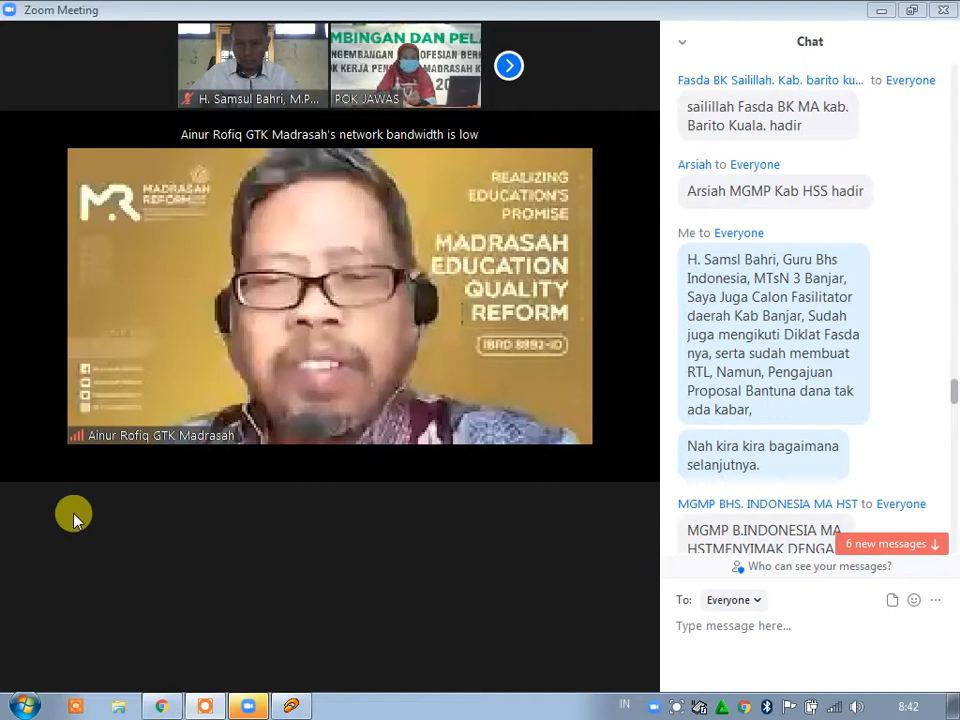 Zoom Meeting
MBINGAN DAN PELA
NGEMBANGAN
OFESIAN BER
K KERJA PEN
MADRASAH K
20
H. Samsul Bahri, M.P...
POK JAWAS
Ainur Rofiq GTK Madrasah's network bandwidth is low
MR
MADRASAH
REFORM
REALIZING
EDUCATION'S
PROMISE
MADRASAH
EDUCATION
QUALITY
REFORM
IBRD 8992-ID
Ainur Rofiq GTK Madrasah
Chat
Fasda BK Sailillah. Kab. barito ku... to Everyone
sailillah Fasda BK MA kab.
Barito Kuala. hadir
Arsiah to Everyone
Arsiah MGMP Kab HSS hadir
Me to Everyone
H. Samsl Bahri, Guru Bhs
Indonesia, MTsN 3 Banjar,
Saya Juga Calon Fasilitator
daerah Kab Banjar, Sudah
juga mengikuti Diklat Fasda
nya, serta sudah membuat
RTL, Namun, Pengajuan
Proposal Bantuna dana tak
ada kabar,
Nah kira kira bagaimana
selanjutnya.
MGMP BHS. INDONESIA MA HST to Everyone
MGMP B.INDONESIA MA
HSTMENYIMAK DENGA
6 new messages
Who can see your messages?
To: Everyone
Type message here...
IN
8:42